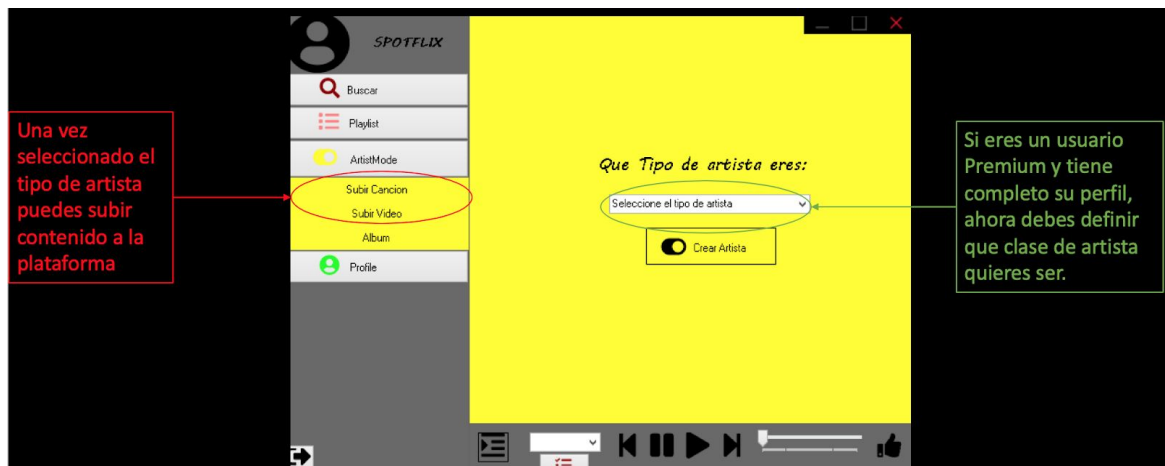 SPOTFLIX
Buscar
Playlist
ArtistMode
Subir Cancion
Subir Video
Album
Profile
Una vez
seleccionado el
tipo de artista
puedes subir
contenido a la
plataforma
Que Tipo de artista eres:
Seleccione el tipo de artista
Crear Artista
Si eres un usuario
Premium y tiene
completo su perfil,
ahora debes definir
que clase de artista
quieres ser.